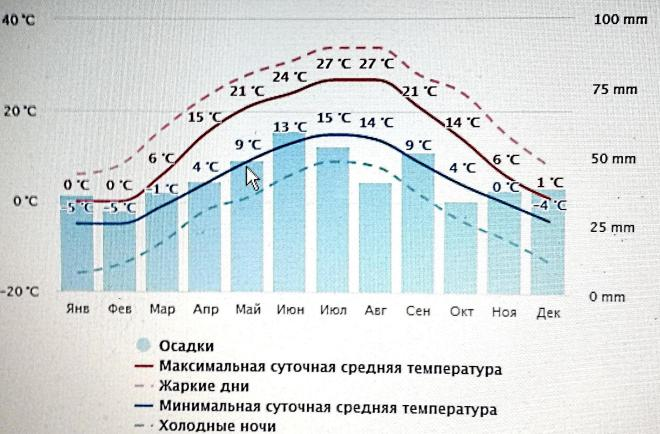 40 °C
100 mm
27 °C 27 °C
24 °C
21 °C
21 °C
75 mm
20 °C
15 °C
15 °C
14 °C
14 °C
13 °C
9 °C
9 °C
50 mm
6 °C
6 °C
4 °C
4 °C
0 °C 0 °C
-1 °C
0 °C
1 °C
0 °C
-5 °C -5 °C
-4 °C
25 mm
-20 °C
0 mm
Янв Фев Мар Апр Май Июн Июл Авг Сен Окт Ноя Дек
Осадки
Максимальная суточная средняя температура
Жаркие дни
Минимальная суточная средняя температура
Холодные ночи